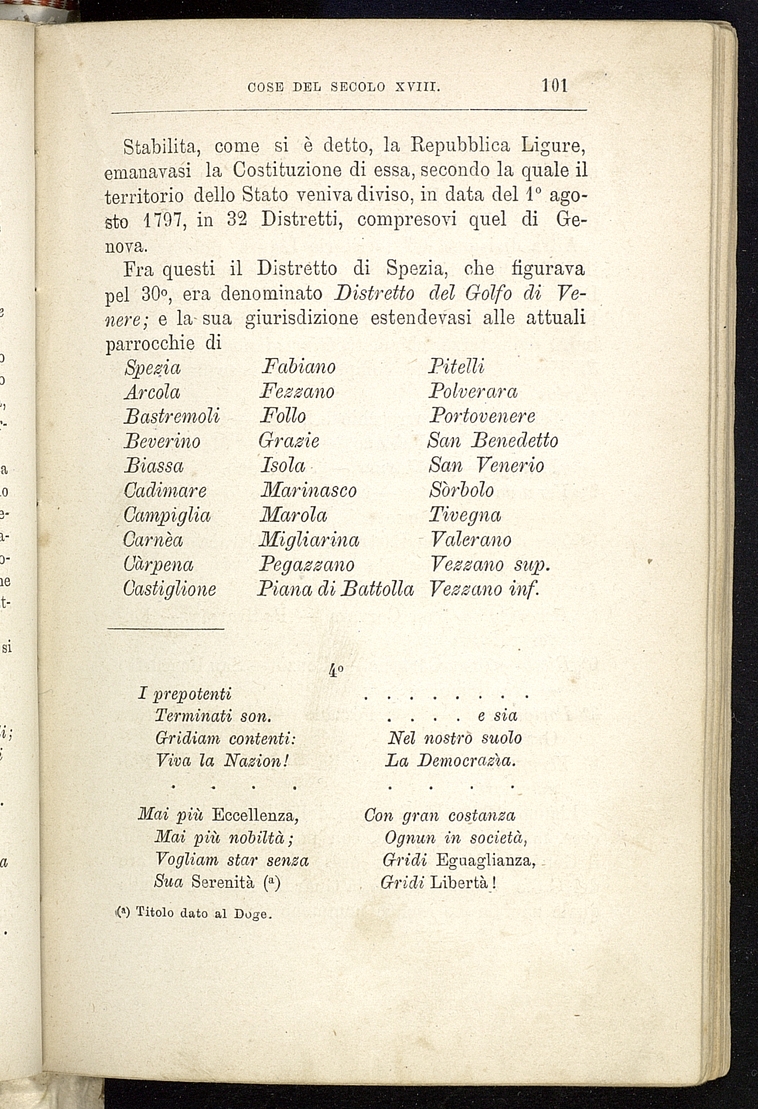 COSE DEL SECOLO XVIII. 101
Stabilita, come si è detto, la Repubblica Ligure,
emanavasi la Costituzione di essa, secondo la quale il
territorio dello Stato veniva diviso, in data del 1º ago-
sto 1797, in 32 Distretti, compresovi quel di Ge-
nova.
Fra questi il Distretto di Spezia, che figurava
pel 30º, era denominato Distretto del Golfo di Ve-
nere; e la sua giurisdizione estendevasi alle attuali
parrocchie di
Spezia Fabiano Pitelli
Arcola Fezzano Polverara
Bastremoli Follo Portovenere
Beverino Grazie San Benedetto
Biassa Isola San Venerio
Cadimare Marinasco Sòrbolo
Campiglia Marola Tivegna
Carnèa Migliarina Valerano
Càrpena Pegazzano Vezzano sup.
Castiglione Piana di Battolla Vezzano inf.
4º
I prepotenti
Terminati son.
Gridiam contenti:
Viva la Nazion!
. . . .
Mai più Eccellenza,
Mai più nobiltà;
Vogliam star senza
Sua Serenità (ª)
. . . . . . . .
. . . . e sia
Nel nostro suolo
La Democrazìa.
. . . .
Con gran costanza
Ognun in società,
Gridi Eguaglianza,
Gridi Libertà!
(ª) Titolo dato al Doge.